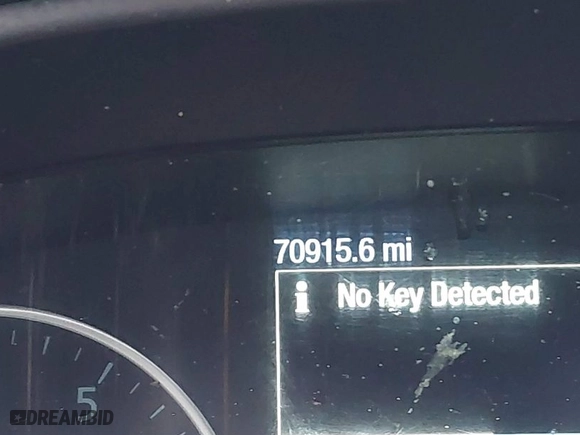 70915.6 mi
i No Key Detected
5
DREAMBID